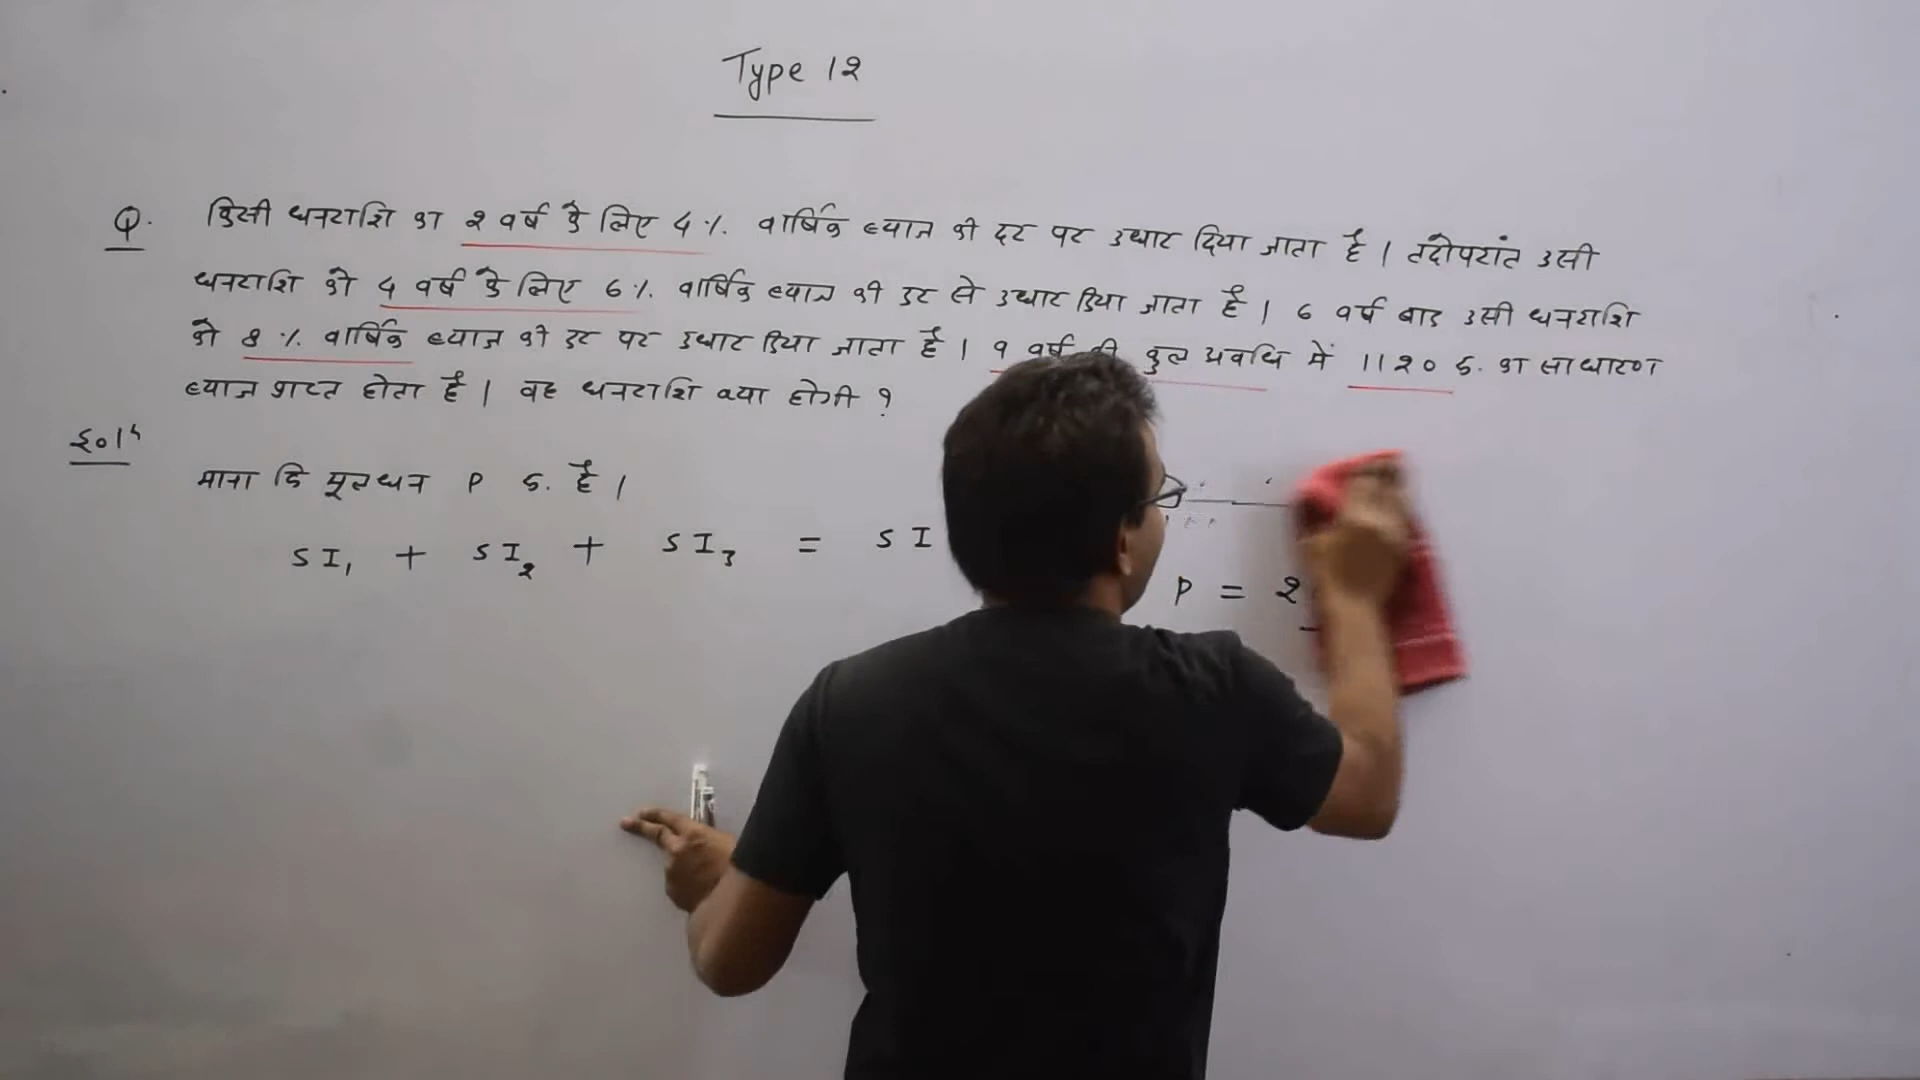 Type 12
Q. किसी धनराशि को 2 वर्ष के लिए 4% वार्षिक ब्याज की दर पर उधार दिया जाता है। तदोपरांत उसी
धनराशि को 4 वर्ष के लिए 6% वार्षिक ब्याज की दर से उधार दिया जाता है। 6 वर्ष बाद उसी धनराशि
को 8% वार्षिक ब्याज की दर पर उधार दिया जाता है। 9 वर्ष की कुल अवधि में 1120 रु. का साधारण
ब्याज प्राप्त होता है। वह धनराशि क्या होगी ?
Solⁿ
माना कि मूलधन P रु. है।
SI₁ + SI₂ + SI₃ = SI
P = 2